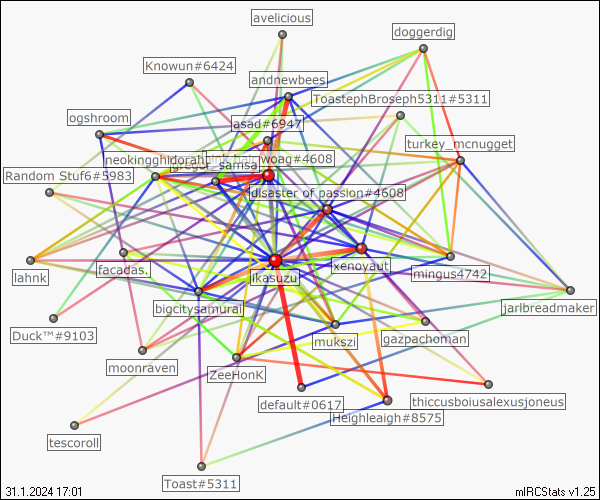 avelicious
doggerdig
Knowun#6424
andnewbees
ToastephBroseph5311#5311
ogshroom
asad#6947
turkey_mcnugget
neokingghidorah
woag#4608
gregor_samsa
Random Stuf6#5983
disaster of passion#4608
lahnk
facadas.
likasuzu
xenoyaut
mingus4742
bigcitysamurai
jarlbreadmaker
Duck™#9103
mukszi
gazpachoman
moonraven
ZeeHonK
default#0617
thiccusboiusalexusjoneus
Heighleaigh#8575
tescoroll
Toast#5311
31.1.2024 17:01
mIRCStats v1.25